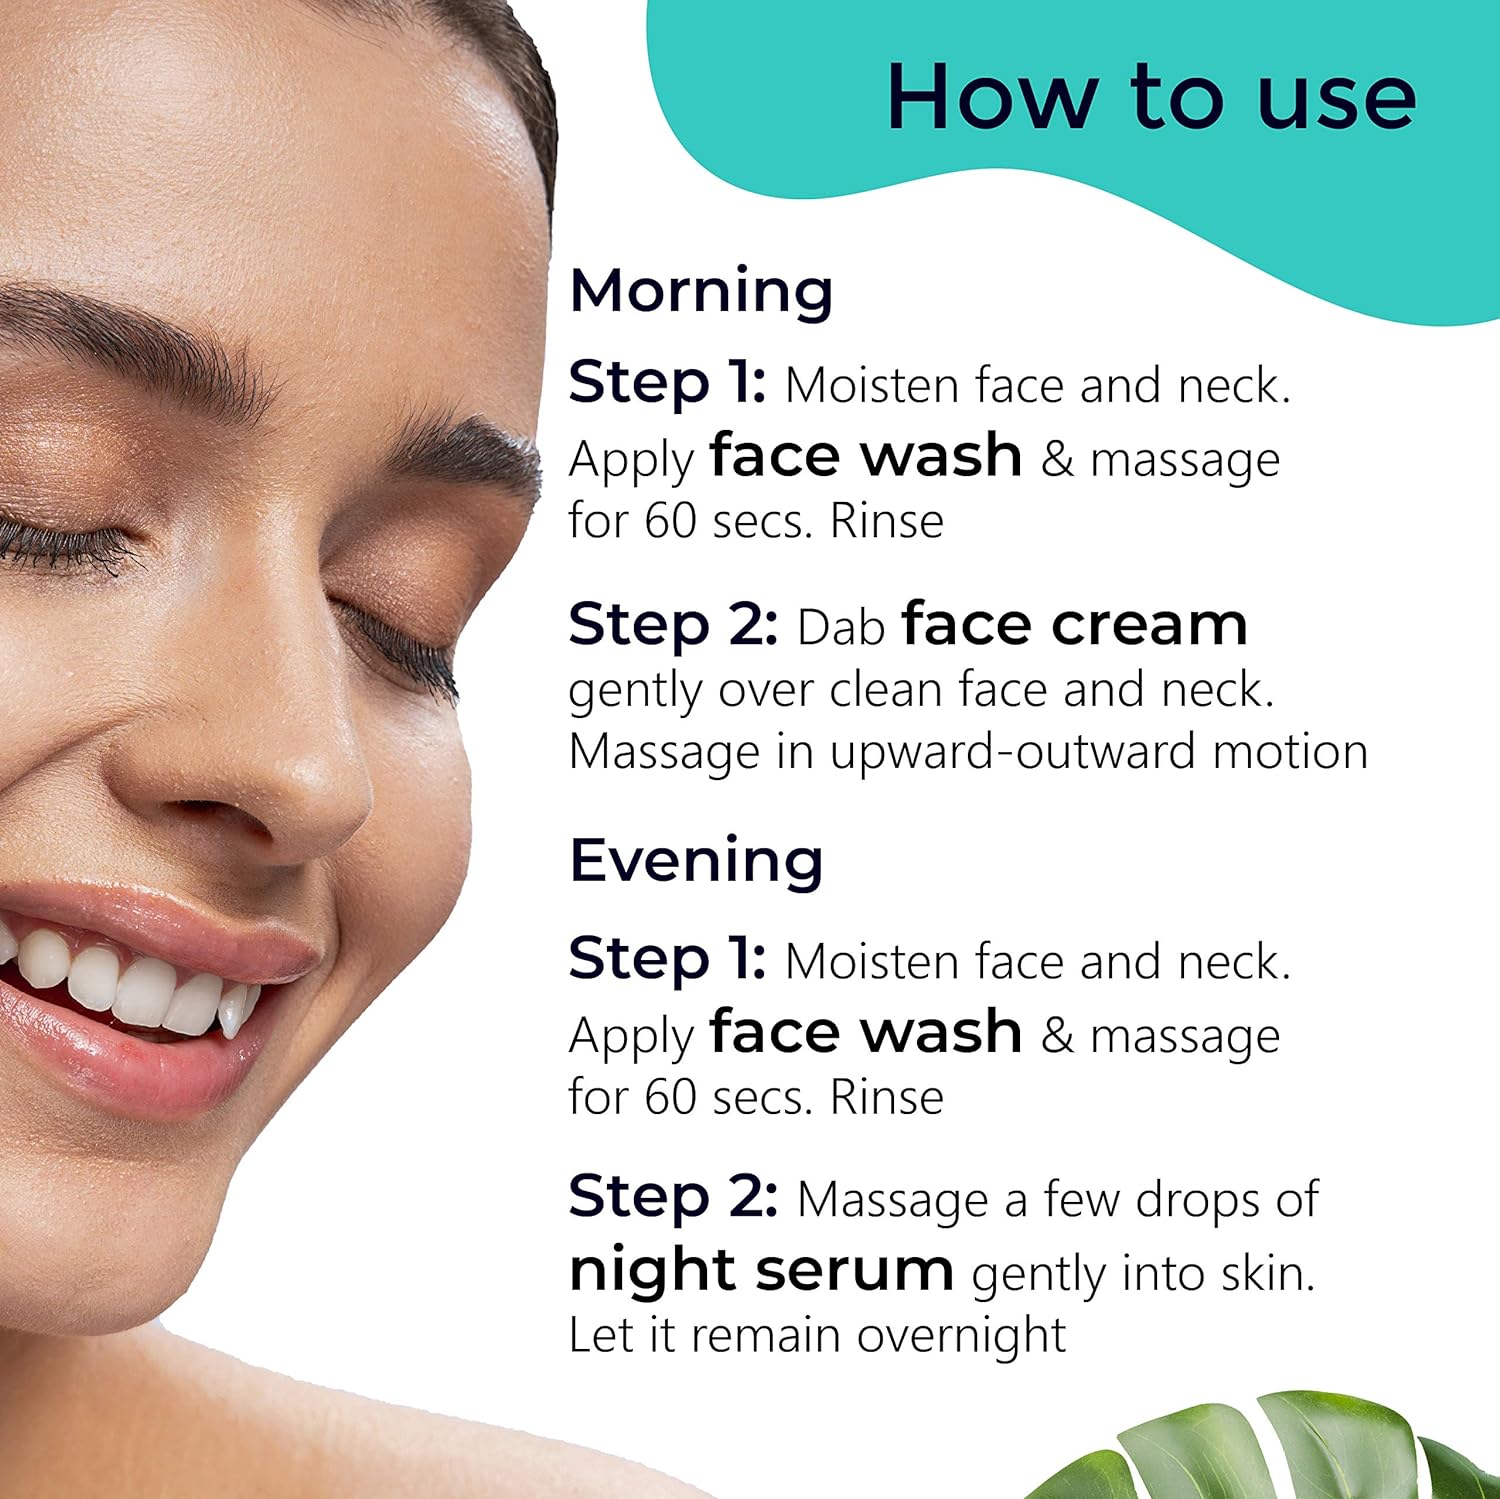 How to use
Morning
Step 1: Moisten face and neck.
Apply face wash & massage
for 60 secs. Rinse
Step 2: Dab face cream
gently over clean face and neck.
Massage in upward-outward motion
Evening
Step 1: Moisten face and neck.
Apply face wash & massage
for 60 secs. Rinse
Step 2: Massage a few drops of
night serum gently into skin.
Let it remain overnight